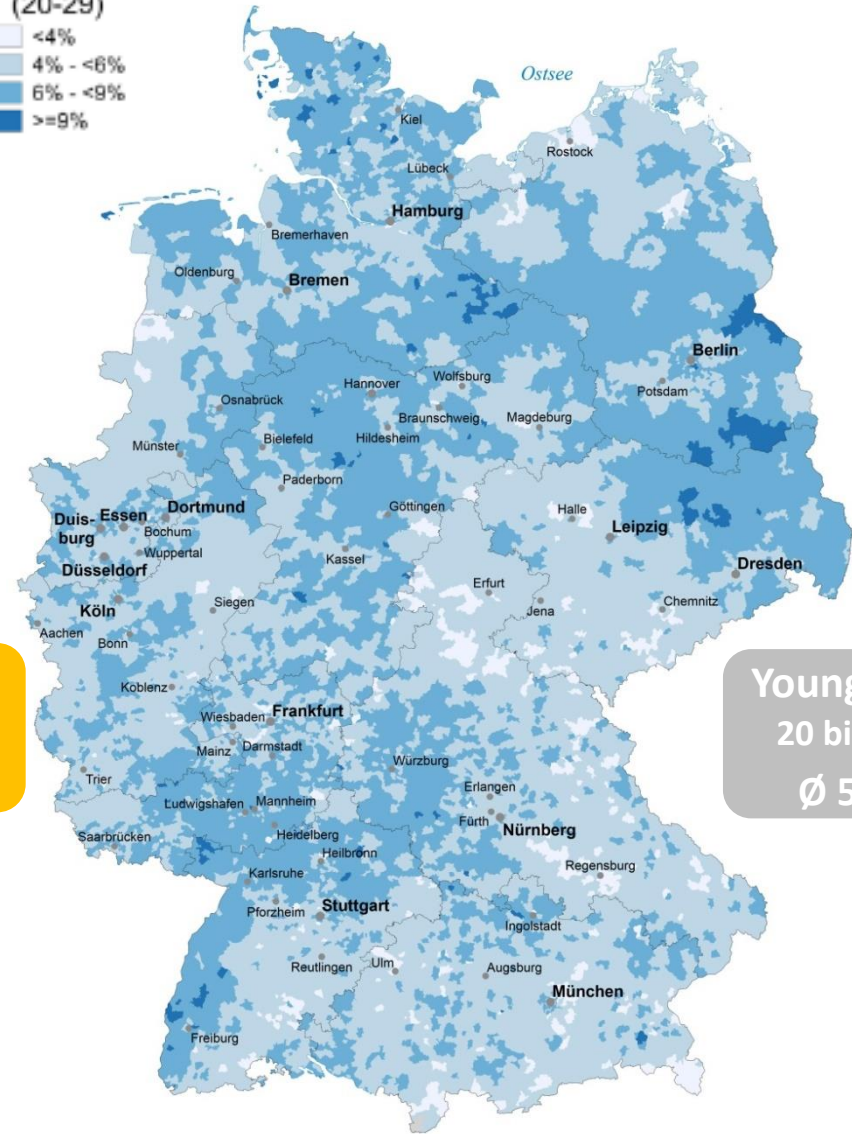 (20-29)
<4%
4% - <6%
6% - <9%
>=9%
Ostsee
Kiel
Rostock
Lübeck
Hamburg
Bremerhaven
Oldenburg
Bremen
Berlin
Potsdam
Hannover
Wolfsburg
Osnabrück
Braunschweig
Magdeburg
Münster
Bielefeld
Hildesheim
Paderborn
Göttingen
Halle
Leipzig
Duis-
burg
Essen
Dortmund
Bochum
Wuppertal
Düsseldorf
Kassel
Erfurt
Dresden
Köln
Siegen
Jena
Chemnitz
Aachen
Bonn
Koblenz
Wiesbaden
Frankfurt
Mainz
Darmstadt
Young
20 bi
Ø 5
Trier
Würzburg
Erlangen
Ludwigshafen
Mannheim
Fürth
Nürnberg
Saarbrücken
Heidelberg
Heilbronn
Regensburg
Karlsruhe
Pforzheim
Stuttgart
Ingolstadt
Reutlingen
Ulm
Augsburg
München
Freiburg